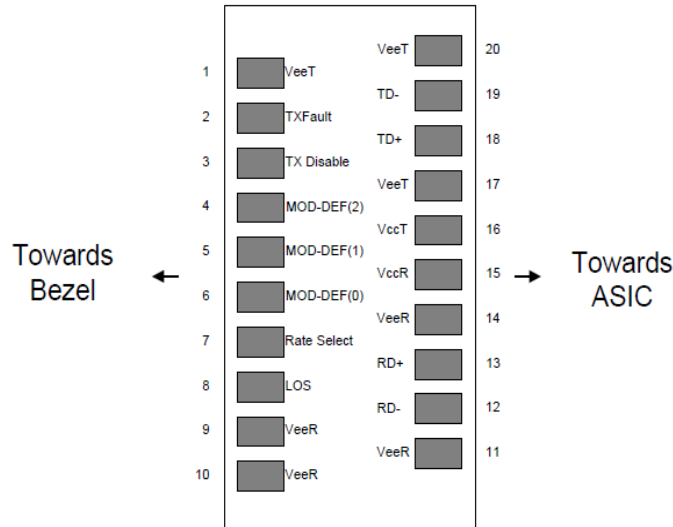 VeeT 20
1 VeeT
TD- 19
2 TXFault
TD+ 18
3 TX Disable
VeeT 17
4 MOD-DEF(2)
VccT 16
5 MOD-DEF(1)
Towards
Bezel
VccR 15
Towards
ASIC
6 MOD-DEF(0)
VeeR 14
7 Rate Select
RD+ 13
8 LOS
RD- 12
9 VeeR
VeeR 11
10 VeeR